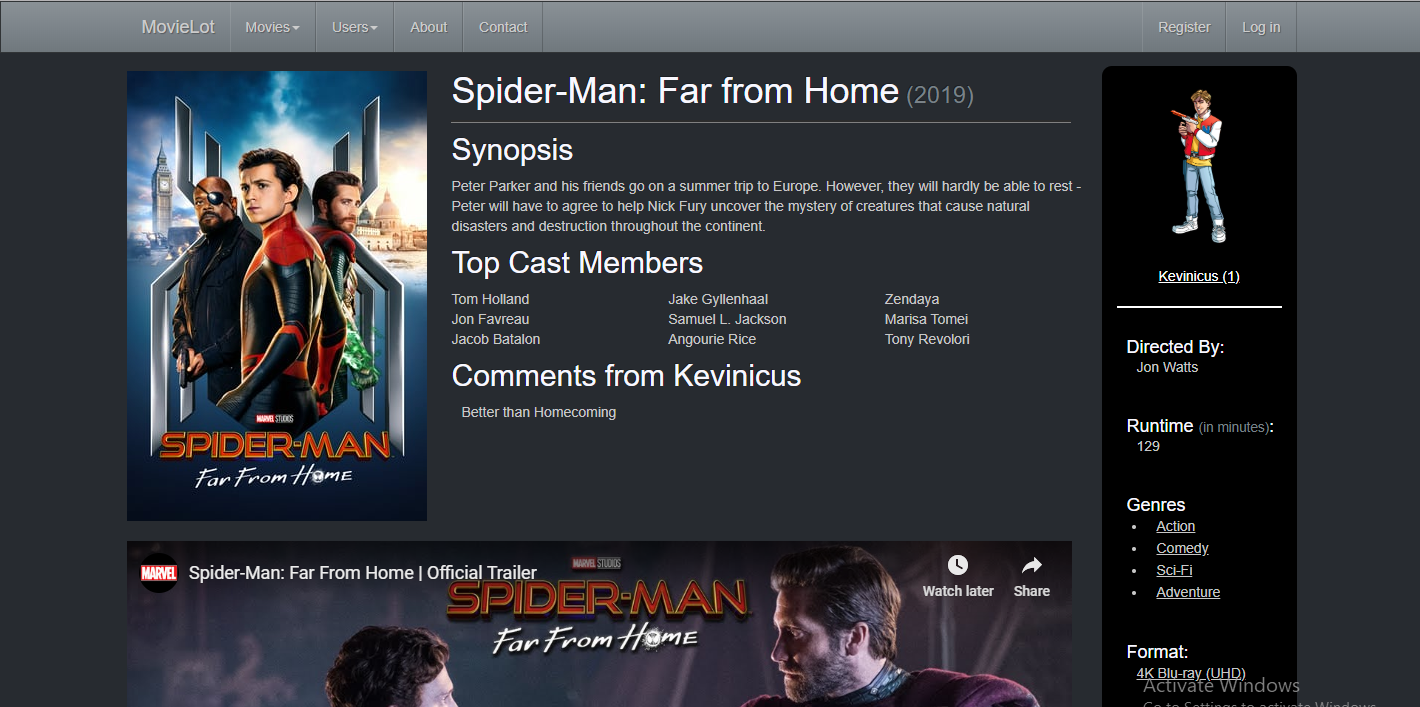 MovieLot
Movies
Users
About
Contact
Register
Log in
MARVEL STUDIOS
SPIDER-MAN
Far From Home
Spider-Man: Far from Home (2019)
Synopsis
Peter Parker and his friends go on a summer trip to Europe. However, they will hardly be able to rest -
Peter will have to agree to help Nick Fury uncover the mystery of creatures that cause natural
disasters and destruction throughout the continent.
Top Cast Members
Tom Holland
Jake Gyllenhaal
Zendaya
Jon Favreau
Samuel L. Jackson
Marisa Tomei
Jacob Batalon
Angourie Rice
Tony Revolori
Comments from Kevinicus
Better than Homecoming
MARVEL
Spider-Man: Far From Home | Official Trailer
MARVEL STUDIOS
SPIDER-MAN
Far From Home
Watch later
Share
Kevinicus (1)
Directed By:
Jon Watts
Runtime (in minutes):
129
Genres
• Action
• Comedy
• Sci-Fi
• Adventure
Format:
4K Blu-ray (UHD)
Activate Windows
Go to Settings to activate Windows.